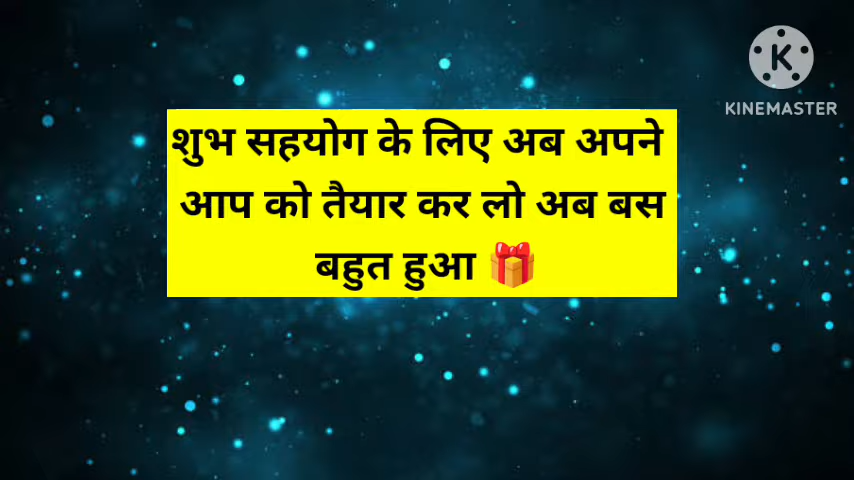 KINEMASTER
शुभ सहयोग के लिए अब अपने
आप को तैयार कर लो अब बस
बहुत हुआ 🎁